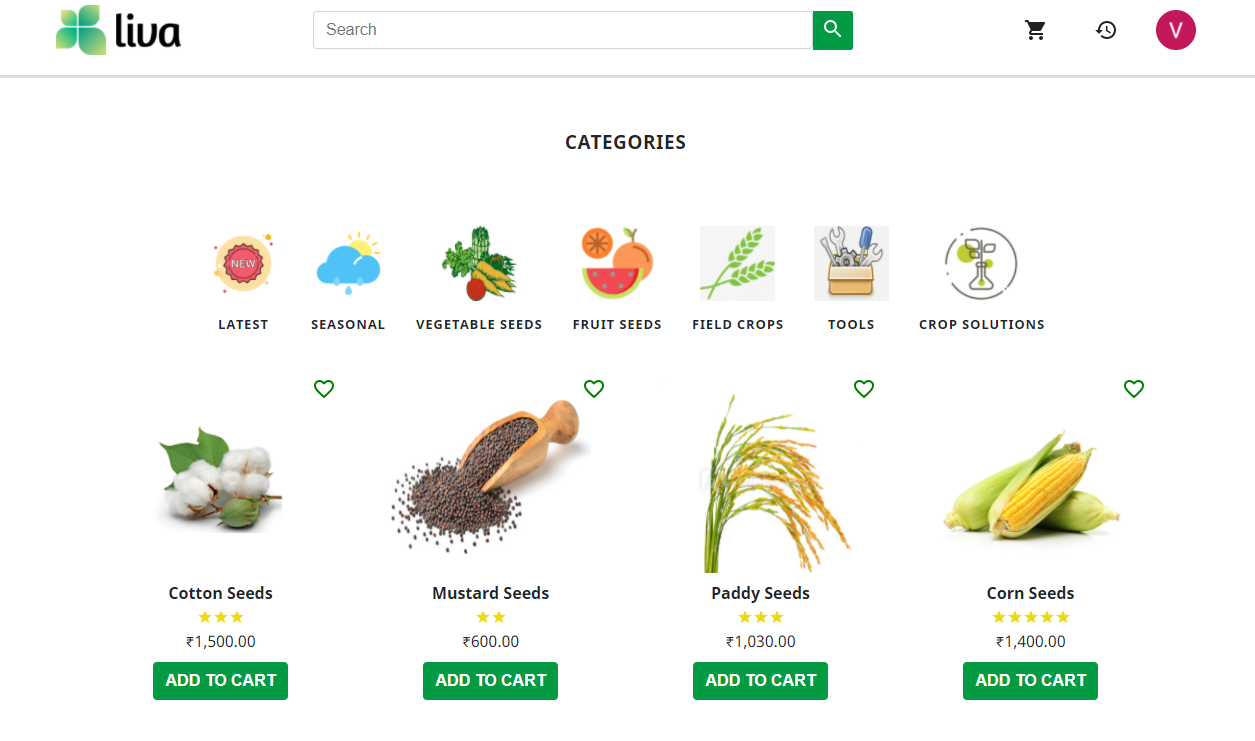 liva
Search
V
CATEGORIES
NEW
LATEST
SEASONAL
VEGETABLE SEEDS
FRUIT SEEDS
FIELD CROPS
TOOLS
CROP SOLUTIONS
Cotton Seeds
₹1,500.00
ADD TO CART
Mustard Seeds
₹600.00
ADD TO CART
Paddy Seeds
₹1,030.00
ADD TO CART
Corn Seeds
₹1,400.00
ADD TO CART